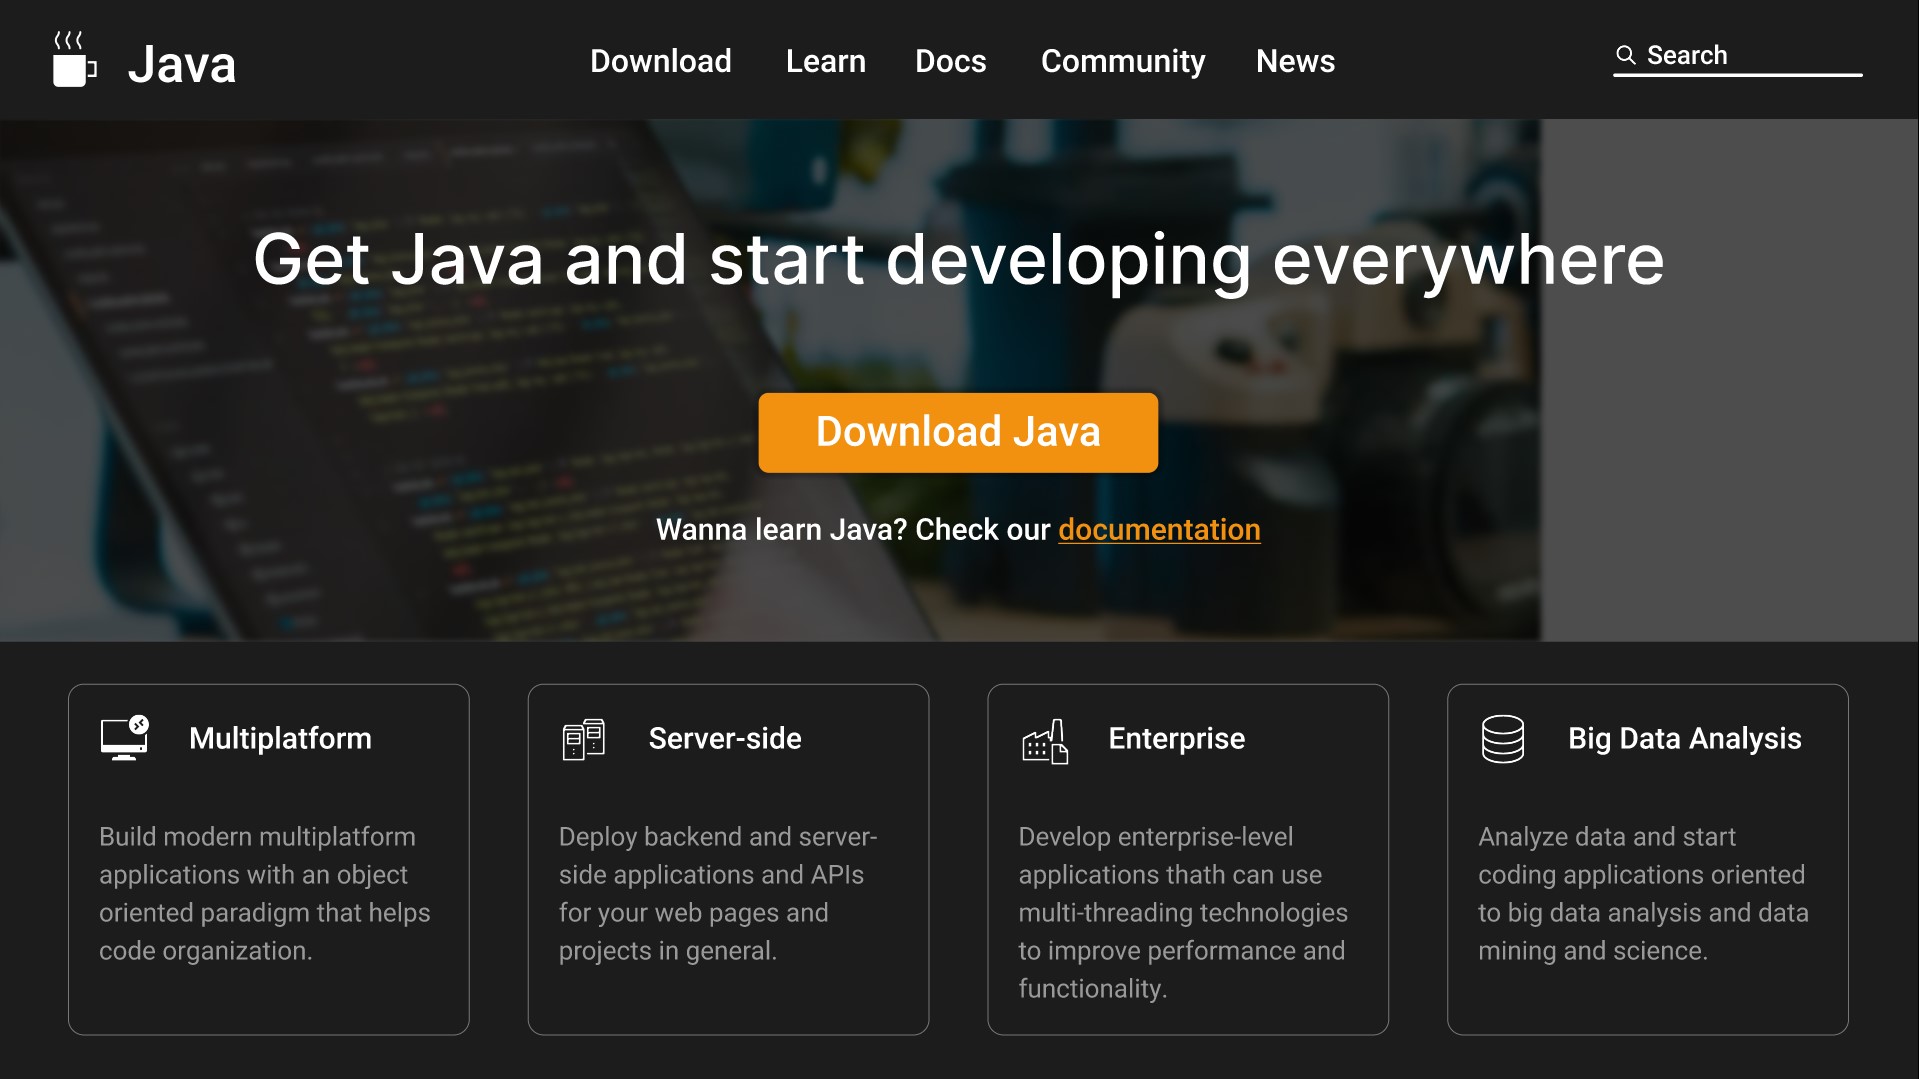 Java
Download Learn Docs Community News
Search
Get Java and start developing everywhere
Download Java
Wanna learn Java? Check our documentation
Multiplatform
Build modern multiplatform
applications with an object
oriented paradigm that helps
code organization.
Server-side
Deploy backend and server-
side applications and APIs
for your web pages and
projects in general.
Enterprise
Develop enterprise-level
applications thath can use
multi-threading technologies
to improve performance and
functionality.
Big Data Analysis
Analyze data and start
coding applications oriented
to big data analysis and data
mining and science.